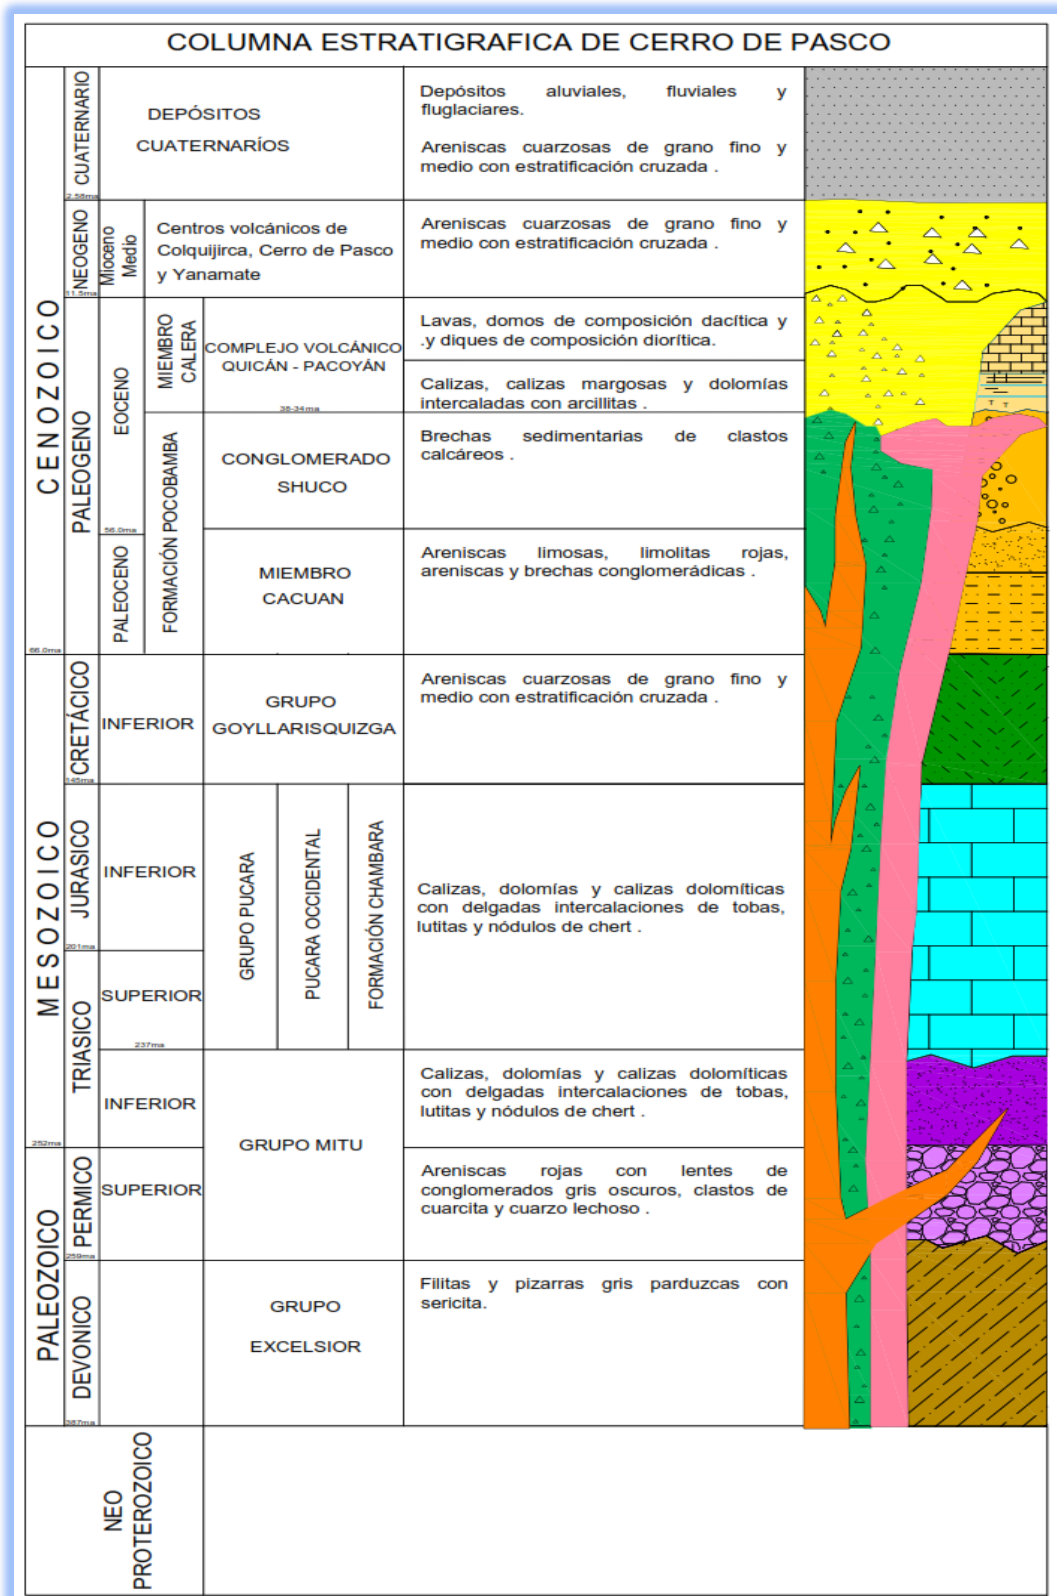 COLUMNA ESTRATIGRAFICA DE CERRO DE PASCO
CENOZOICO
CUATERNARIO
2.58ma
DEPÓSITOS
CUATERNARÍOS
Depósitos aluviales, fluviales y
fluglaciares.
Areniscas cuarzosas de grano fino y
medio con estratificación cruzada .
NEOGENO
11.5ma
Mioceno
Medio
Centros volcánicos de
Colquijirca, Cerro de Pasco
y Yanamate
Areniscas cuarzosas de grano fino y
medio con estratificación cruzada .
PALEOGENO
66.0ma
EOCENO
56.0ma
MIEMBRO
CALERA
COMPLEJO VOLCÁNICO
QUICÁN - PACOYÁN
38-34ma
Lavas, domos de composición dacítica y
.y diques de composición diorítica.
Calizas, calizas margosas y dolomías
intercaladas con arcillitas .
FORMACIÓN POCOBAMBA
CONGLOMERADO
SHUCO
Brechas sedimentarias de clastos
calcáreos .
PALEOCENO
MIEMBRO
CACUAN
Areniscas limosas, limolitas rojas,
areniscas y brechas conglomerádicas .
MESOZOICO
CRETÁCICO
145ma
INFERIOR
GRUPO
GOYLLARISQUIZGA
Areniscas cuarzosas de grano fino y
medio con estratificación cruzada .
JURASICO
201ma
INFERIOR
GRUPO PUCARA
PUCARA OCCIDENTAL
FORMACIÓN CHAMBARA
Calizas, dolomías y calizas dolomíticas
con delgadas intercalaciones de tobas,
lutitas y nódulos de chert .
TRIASICO
252ma
SUPERIOR
237ma
INFERIOR
GRUPO MITU
Calizas, dolomías y calizas dolomíticas
con delgadas intercalaciones de tobas,
lutitas y nódulos de chert .
PALEOZOICO
PERMICO
259ma
SUPERIOR
Areniscas rojas con lentes de
conglomerados gris oscuros, clastos de
cuarcita y cuarzo lechoso .
DEVONICO
387ma
GRUPO
EXCELSIOR
Filitas y pizarras gris parduzcas con
sericita.
NEO
PROTEROZOICO